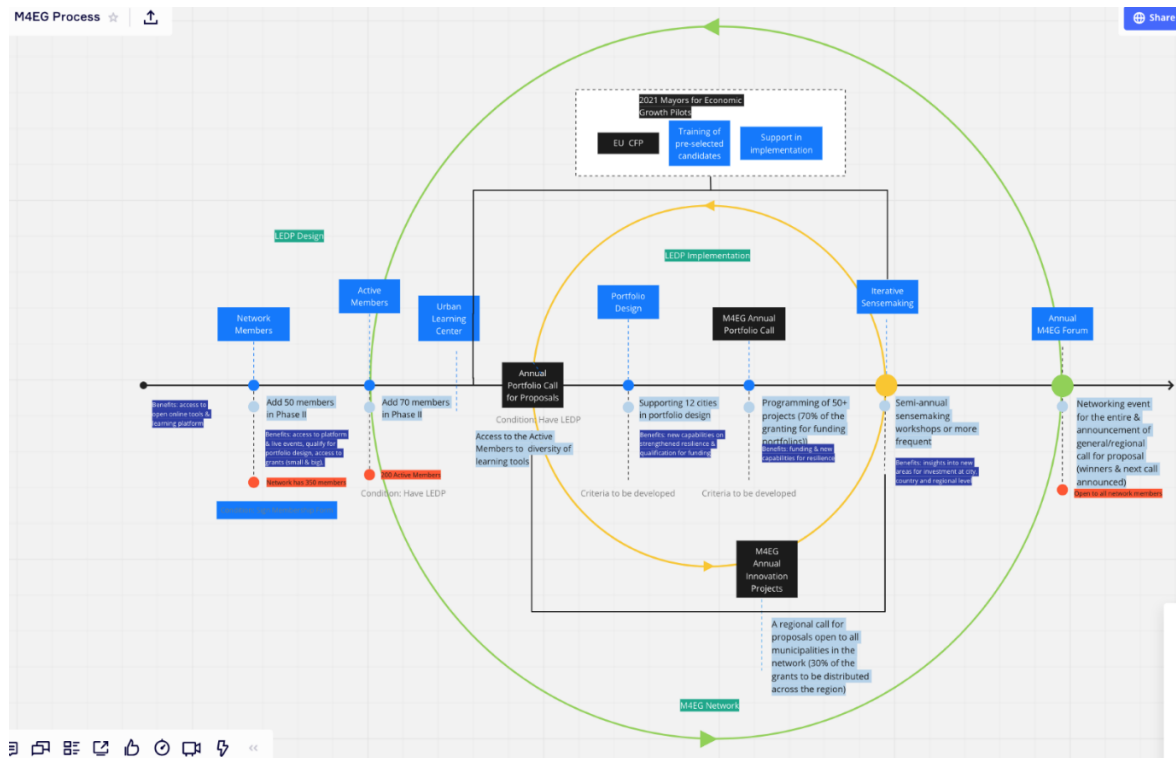 M4EG Process
Share
2021 Mayors for Economic
Growth Pilots
EU CFP
Training of
pre-selected
candidates
Support in
implementation
LEDP Design
LEDP Implementation
Network
Members
Active
Members
Urban
Learning
Center
Annual
Portfolio Call
for Proposals
Portfolio
Design
M4EG Annual
Portfolio Call
Iterative
Sensemaking
Annual
M4EG Forum
Benefits: access to
open online tools &
learning platform
Add 50 members
in Phase II
Benefits: access to platform
& live events, qualify for
portfolio design, access to
grants (small & big).
Network has 350 members
Add 70 members
in Phase II
200 Active Members
Condition: Have LEDP
Condition: Have LEDP
Access to the Active
Members to diversity of
learning tools
Supporting 12 cities
in portfolio design
Benefits: new capabilities on
strengthened resilience &
qualification for funding
Criteria to be developed
Programming of 50+
projects (70% of the
granting for funding
portfolios))
Benefits: funding & new
capabilities for resilience
Criteria to be developed
Semi-annual
sensemaking
workshops or more
frequent
Benefits: insights into new
areas for investment at city,
country and regional level
Networking event
for the entire &
announcement of
general/regional
call for proposal
(winners & next call
announced)
Open to all network members
M4EG
Annual
Innovation
Projects
A regional call for
proposals open to all
municipalities in the
network (30% of the
grants to be distributed
across the region)
M4EG Network